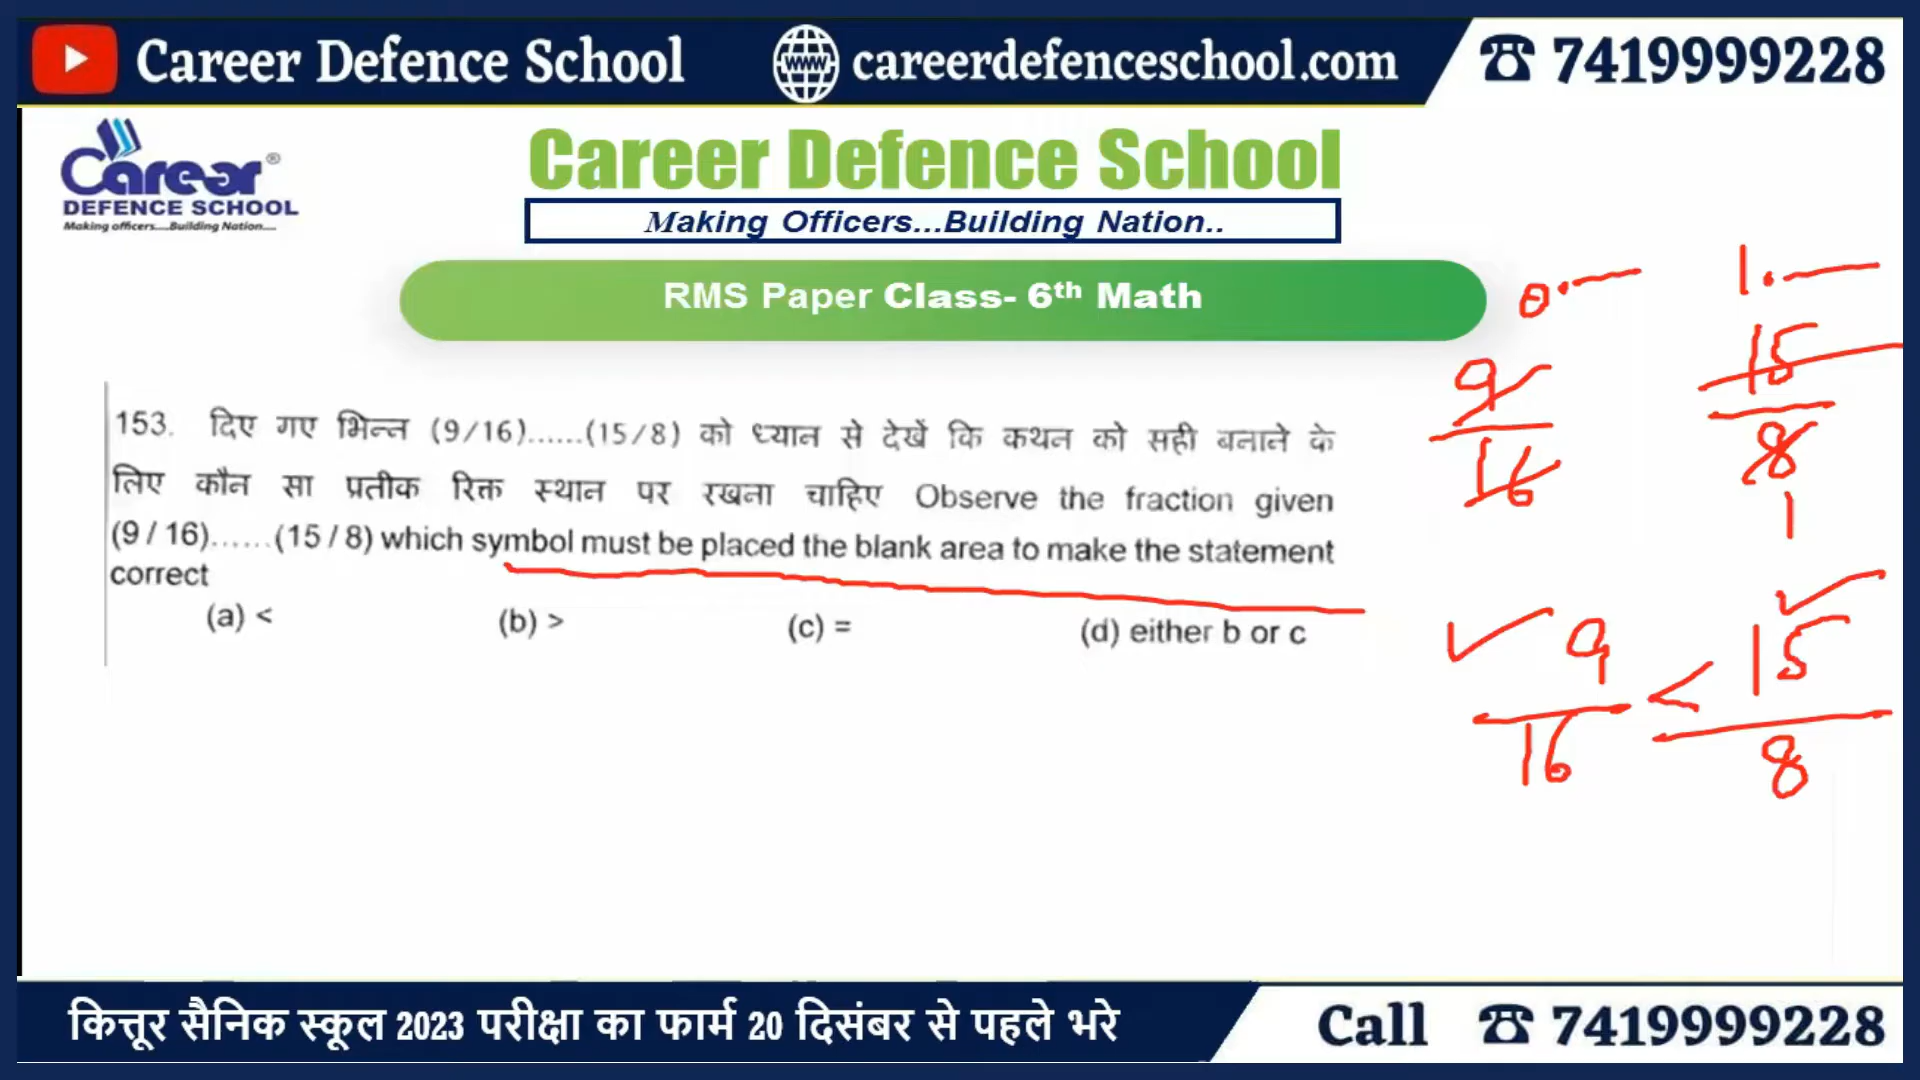 Career Defence School
www
careerdefenceschool.com
☎ 7419999228
Carear®
DEFENCE SCHOOL
Making officers....Building Nation....
Career Defence School
Making Officers...Building Nation..
RMS Paper Class- 6th Math
153. दिए गए भिन्न (9/16)......(15/8) को ध्यान से देखें कि कथन को सही बनाने के
लिए कौन सा प्रतीक रिक्त स्थान पर रखना चाहिए Observe the fraction given
(9 / 16)......(15 / 8) which symbol must be placed the blank area to make the statement
correct
(a) < (b) > (c) = (d) either b or c
0. 1.
9 15
16 8
1
9 < 15
16 8
कित्तूर सैनिक स्कूल 2023 परीक्षा का फार्म 20 दिसंबर से पहले भरे
Call ☎ 7419999228